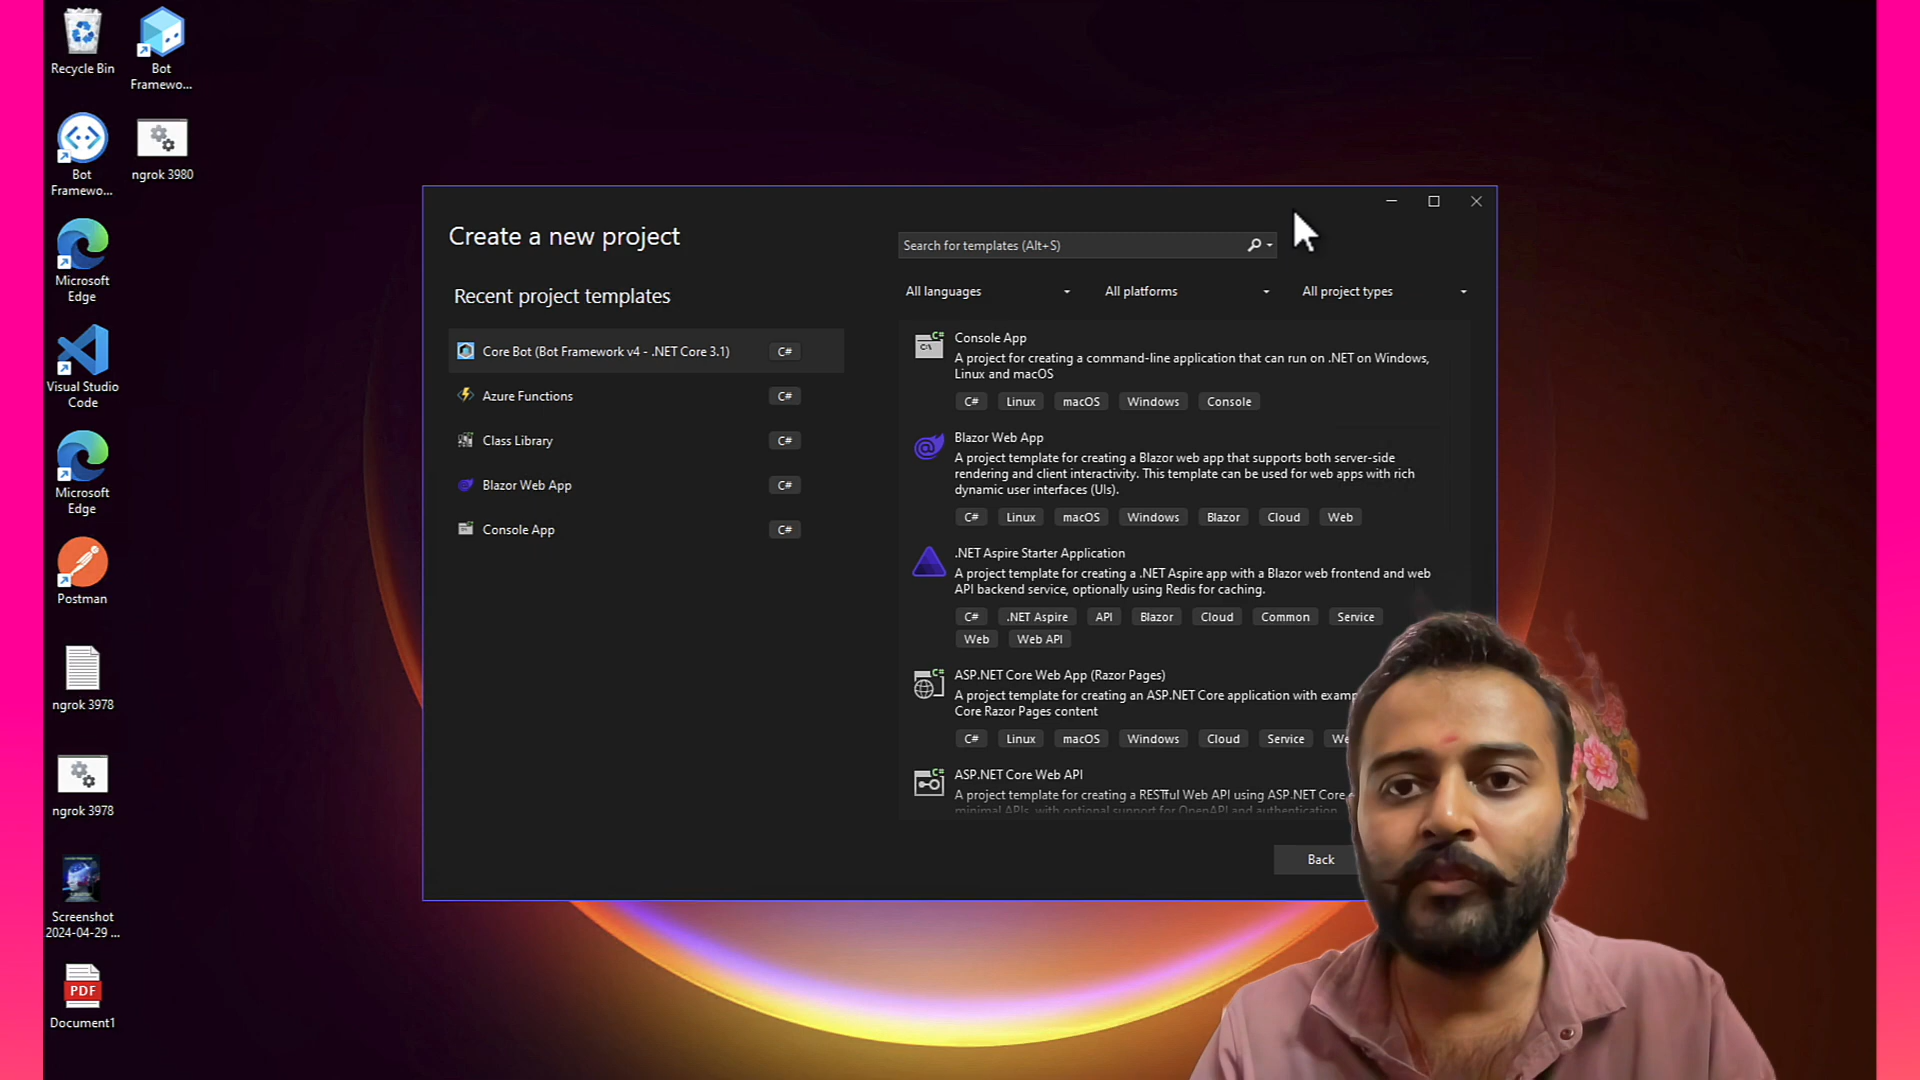 Recycle Bin
Bot
Framewo...
Bot
Framewo...
ngrok 3980
Microsoft
Edge
Visual Studio
Code
Microsoft
Edge
Postman
ngrok 3978
ngrok 3978
Screenshot
2024-04-29 ...
PDF
Document1
Create a new project
Recent project templates
Core Bot (Bot Framework v4 - .NET Core 3.1) C#
Azure Functions C#
Class Library C#
Blazor Web App C#
Console App C#
Search for templates (Alt+S)
All languages All platforms All project types
Console App
A project for creating a command-line application that can run on .NET on Windows,
Linux and macOS
C# Linux macOS Windows Console
Blazor Web App
A project template for creating a Blazor web app that supports both server-side
rendering and client interactivity. This template can be used for web apps with rich
dynamic user interfaces (UIs).
C# Linux macOS Windows Blazor Cloud Web
.NET Aspire Starter Application
A project template for creating a .NET Aspire app with a Blazor web frontend and web
API backend service, optionally using Redis for caching.
C# .NET Aspire API Blazor Cloud Common Service
Web Web API
ASP.NET Core Web App (Razor Pages)
A project template for creating an ASP.NET Core application with
Core Razor Pages content
C# Linux macOS Windows Cloud Service
ASP.NET Core Web API
A project template for creating a RESTful Web API using ASP.NET Core
minimal APIs, with optional support for OpenAPI and authentication.
Back